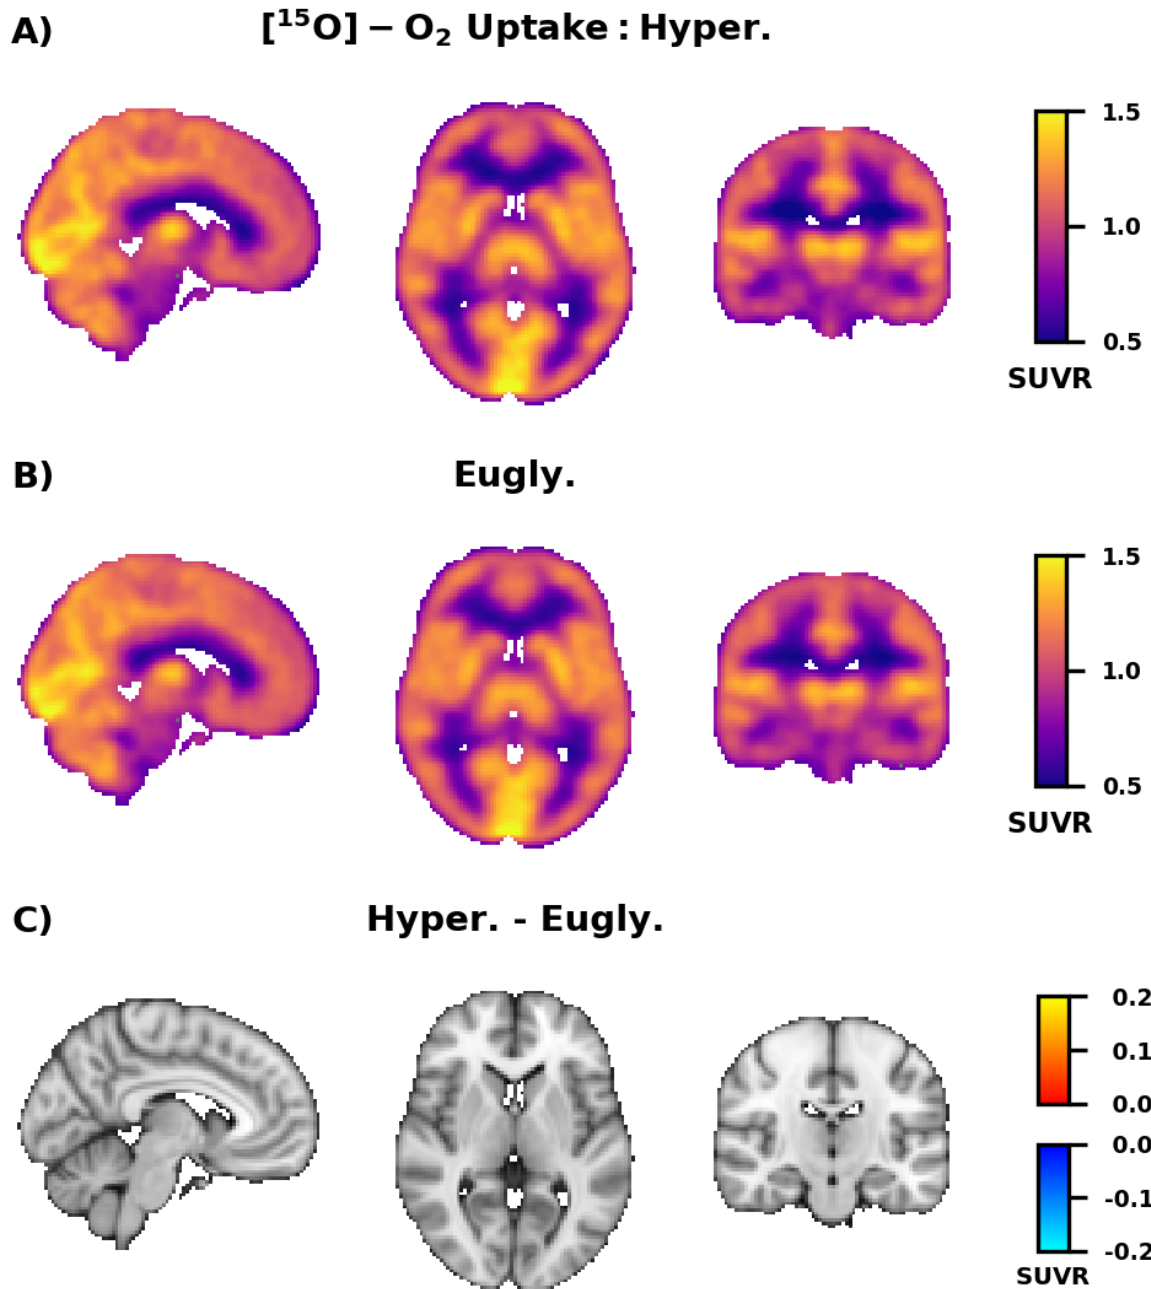 A) [¹⁵O] − O₂ Uptake : Hyper.
1.5
1.0
0.5
SUVR
B) Eugly.
1.5
1.0
0.5
SUVR
C) Hyper. - Eugly.
0.2
0.1
0.0
0.0
-0.1
-0.2
SUVR